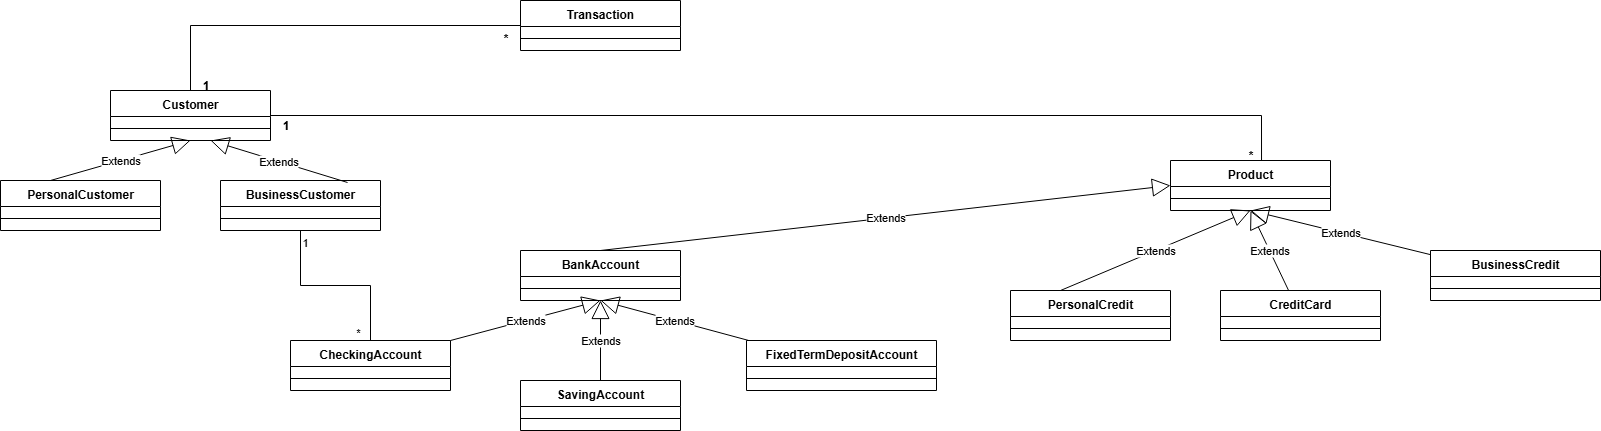 Transaction
*
1
Customer
1
*
Product
Extends
Extends
PersonalCustomer
BusinessCustomer
Extends
1
Extends
Extends
Extends
BankAccount
BusinessCredit
PersonalCredit
CreditCard
Extends
Extends
*
Extends
CheckingAccount
FixedTermDepositAccount
SavingAccount